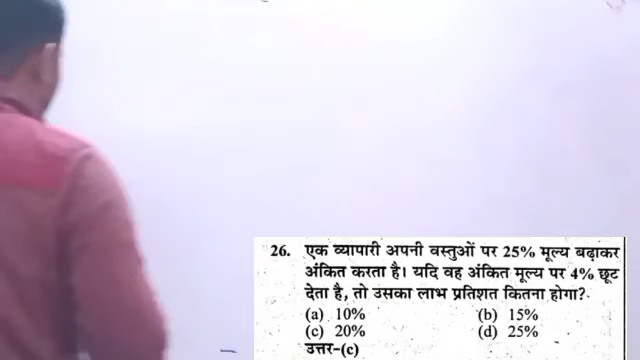 26. एक व्यापारी अपनी वस्तुओं पर 25% मूल्य बढ़ाकर
अंकित करता है। यदि वह अंकित मूल्य पर 4% छूट
देता है, तो उसका लाभ प्रतिशत कितना होगा?
(a) 10% (b) 15%
(c) 20% (d) 25%
उत्तर-(c)